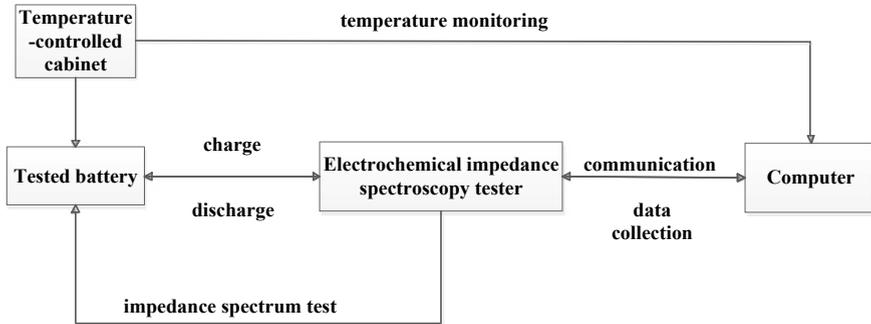 Temperature
-controlled
cabinet
temperature monitoring
Tested battery
charge
discharge
Electrochemical impedance
spectroscopy tester
communication
data
collection
Computer
impedance spectrum test